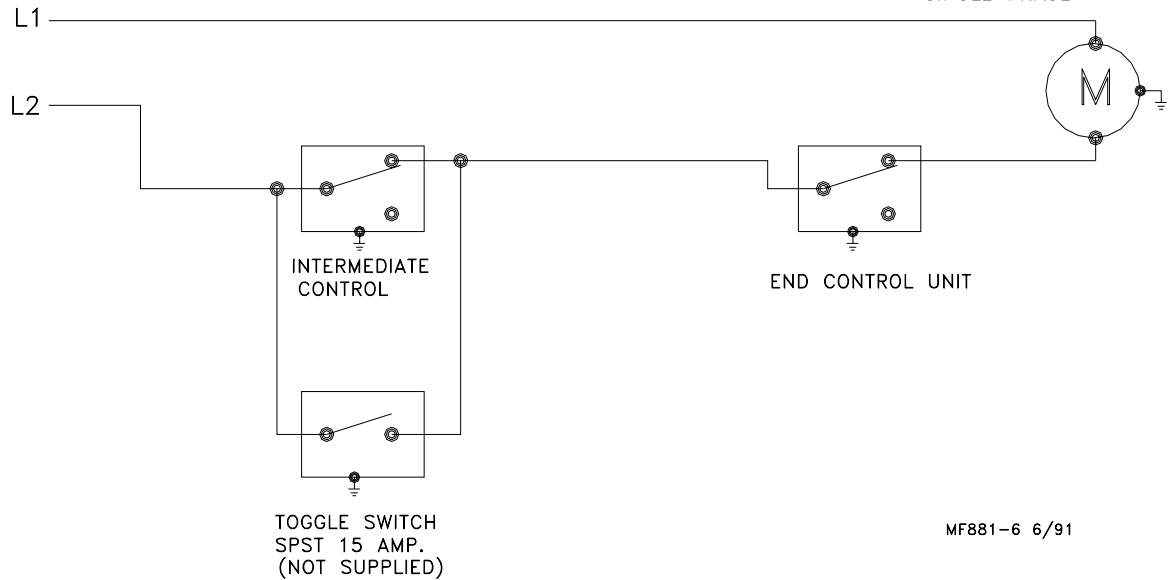 L1
L2
M
INTERMEDIATE
CONTROL
END CONTROL UNIT
TOGGLE SWITCH
SPST 15 AMP.
(NOT SUPPLIED)
MF881-6 6/91